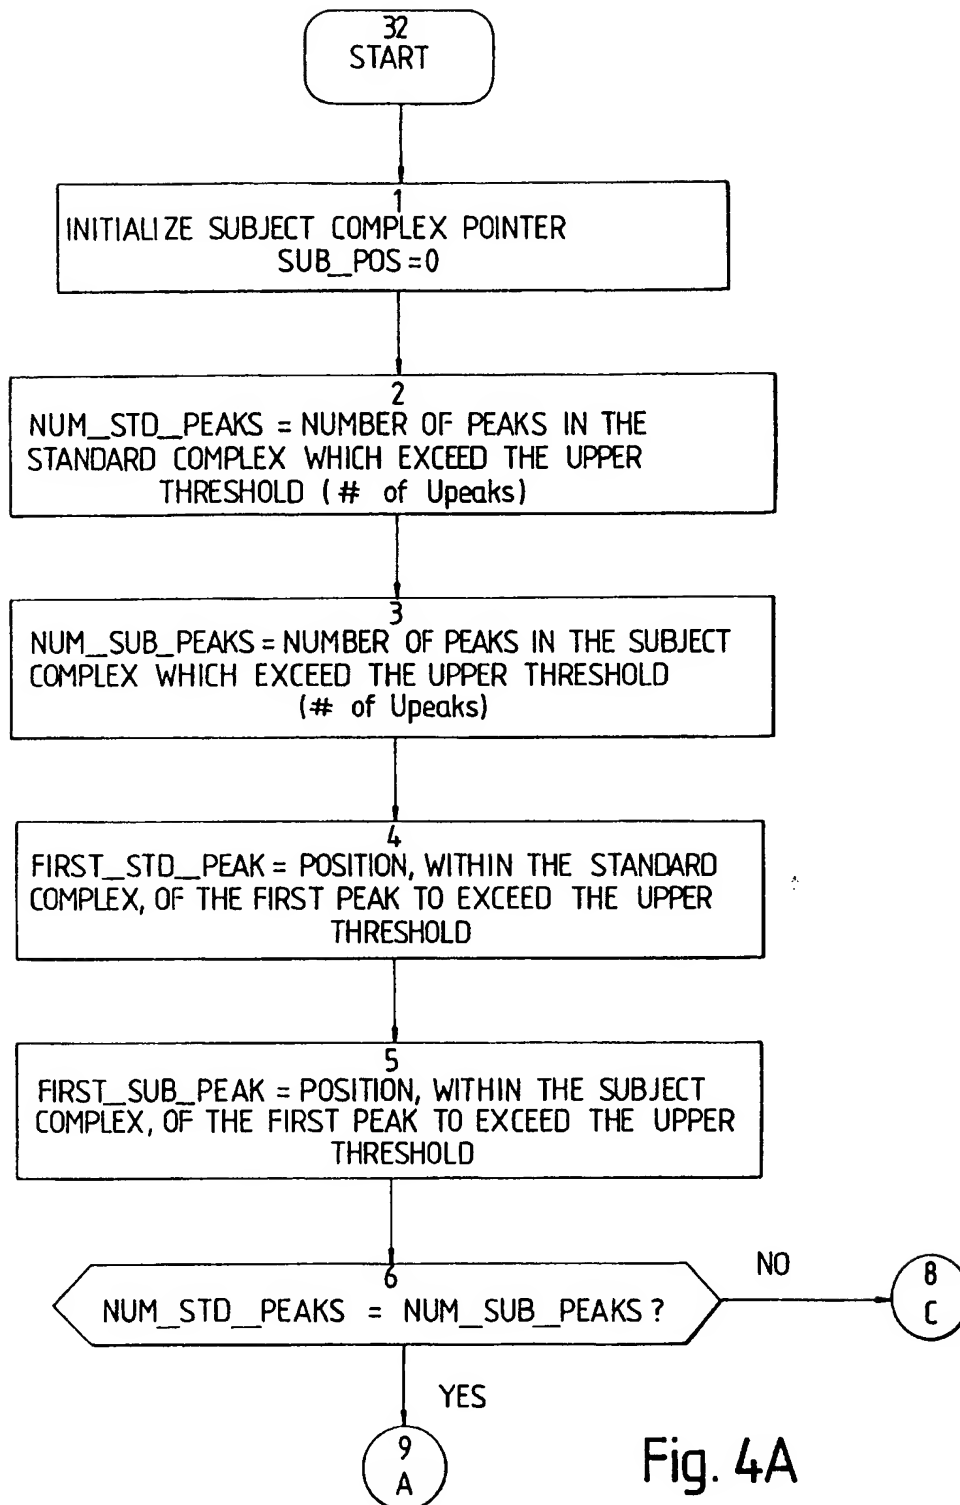 32
START
1
INITIALIZE SUBJECT COMPLEX POINTER
SUB_POS=0
2
NUM_STD_PEAKS = NUMBER OF PEAKS IN THE
STANDARD COMPLEX WHICH EXCEED THE UPPER
THRESHOLD (# of Upeaks)
3
NUM_SUB_PEAKS = NUMBER OF PEAKS IN THE SUBJECT
COMPLEX WHICH EXCEED THE UPPER THRESHOLD
(# of Upeaks)
4
FIRST_STD_PEAK = POSITION, WITHIN THE STANDARD
COMPLEX, OF THE FIRST PEAK TO EXCEED THE UPPER
THRESHOLD
5
FIRST_SUB_PEAK = POSITION, WITHIN THE SUBJECT
COMPLEX, OF THE FIRST PEAK TO EXCEED THE UPPER
THRESHOLD
6
NUM_STD_PEAKS = NUM_SUB_PEAKS ?
NO
8
C
YES
9
A
Fig. 4A